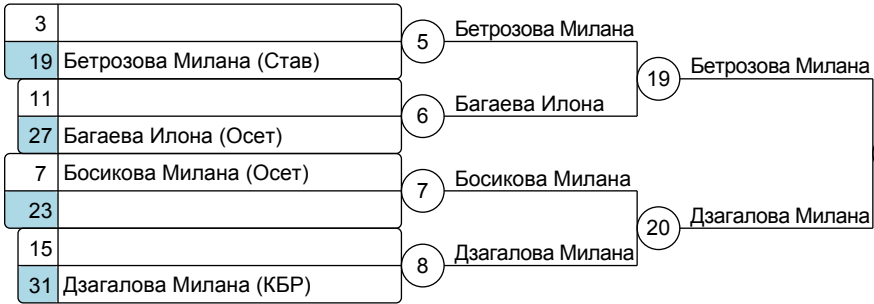 3
19 Бетрозова Милана (Став)
11
27 Багаева Илона (Осет)
7 Босикова Милана (Осет)
23
15
31 Дзагалова Милана (КБР)
5 Бетрозова Милана
6 Багаева Илона
7 Босикова Милана
8 Дзагалова Милана
19 Бетрозова Милана
20 Дзагалова Милана